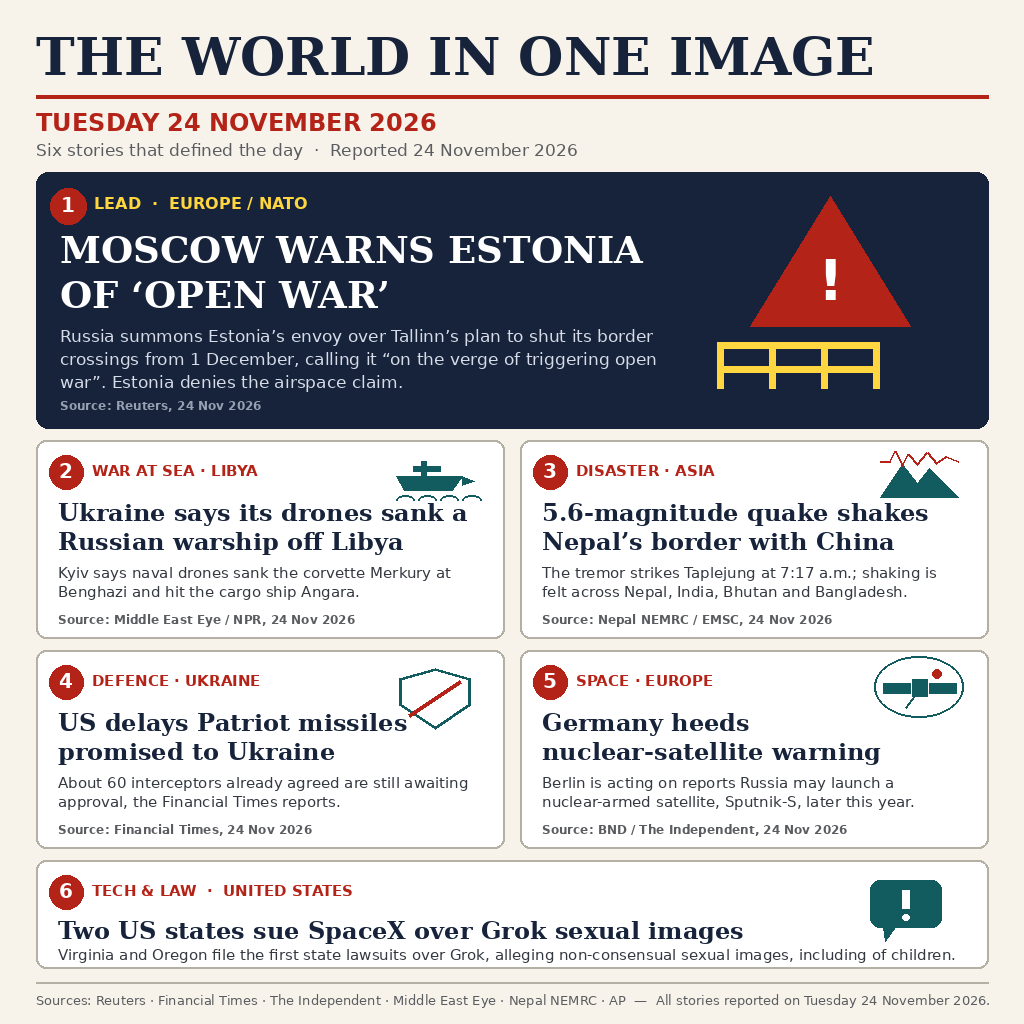 THE WORLD IN ONE IMAGE
TUESDAY 24 NOVEMBER 2026
Six stories that defined the day · Reported 24 November 2026
1 LEAD · EUROPE / NATO
MOSCOW WARNS ESTONIA
OF ‘OPEN WAR’
Russia summons Estonia’s envoy over Tallinn’s plan to shut its border
crossings from 1 December, calling it “on the verge of triggering open
war”. Estonia denies the airspace claim.
Source: Reuters, 24 Nov 2026
!
2 WAR AT SEA · LIBYA
Ukraine says its drones sank a
Russian warship off Libya
Kyiv says naval drones sank the corvette Merkury at
Benghazi and hit the cargo ship Angara.
Source: Middle East Eye / NPR, 24 Nov 2026
3 DISASTER · ASIA
5.6-magnitude quake shakes
Nepal’s border with China
The tremor strikes Taplejung at 7:17 a.m.; shaking is
felt across Nepal, India, Bhutan and Bangladesh.
Source: Nepal NEMRC / EMSC, 24 Nov 2026
4 DEFENCE · UKRAINE
US delays Patriot missiles
promised to Ukraine
About 60 interceptors already agreed are still awaiting
approval, the Financial Times reports.
Source: Financial Times, 24 Nov 2026
5 SPACE · EUROPE
Germany heeds
nuclear-satellite warning
Berlin is acting on reports Russia may launch a
nuclear-armed satellite, Sputnik-S, later this year.
Source: BND / The Independent, 24 Nov 2026
6 TECH & LAW · UNITED STATES
Two US states sue SpaceX over Grok sexual images
Virginia and Oregon file the first state lawsuits over Grok, alleging non-consensual sexual images, including of children.
!
Sources: Reuters · Financial Times · The Independent · Middle East Eye · Nepal NEMRC · AP — All stories reported on Tuesday 24 November 2026.